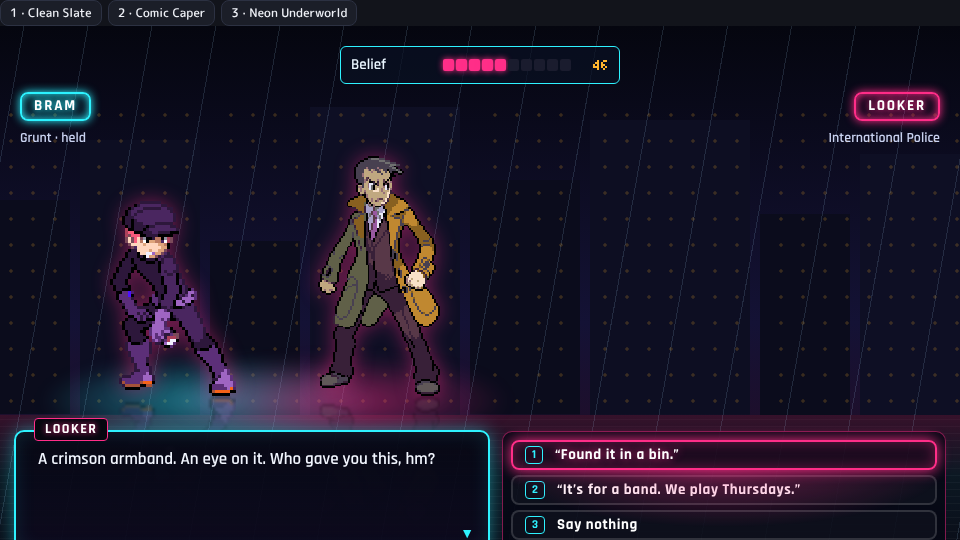 1 · Clean Slate
2 · Comic Caper
3 · Neon Underworld
Belief
46
BRAM
Grunt · held
LOOKER
International Police
LOOKER
A crimson armband. An eye on it. Who gave you this, hm?
1 “Found it in a bin.”
2 “It's for a band. We play Thursdays.”
3 Say nothing